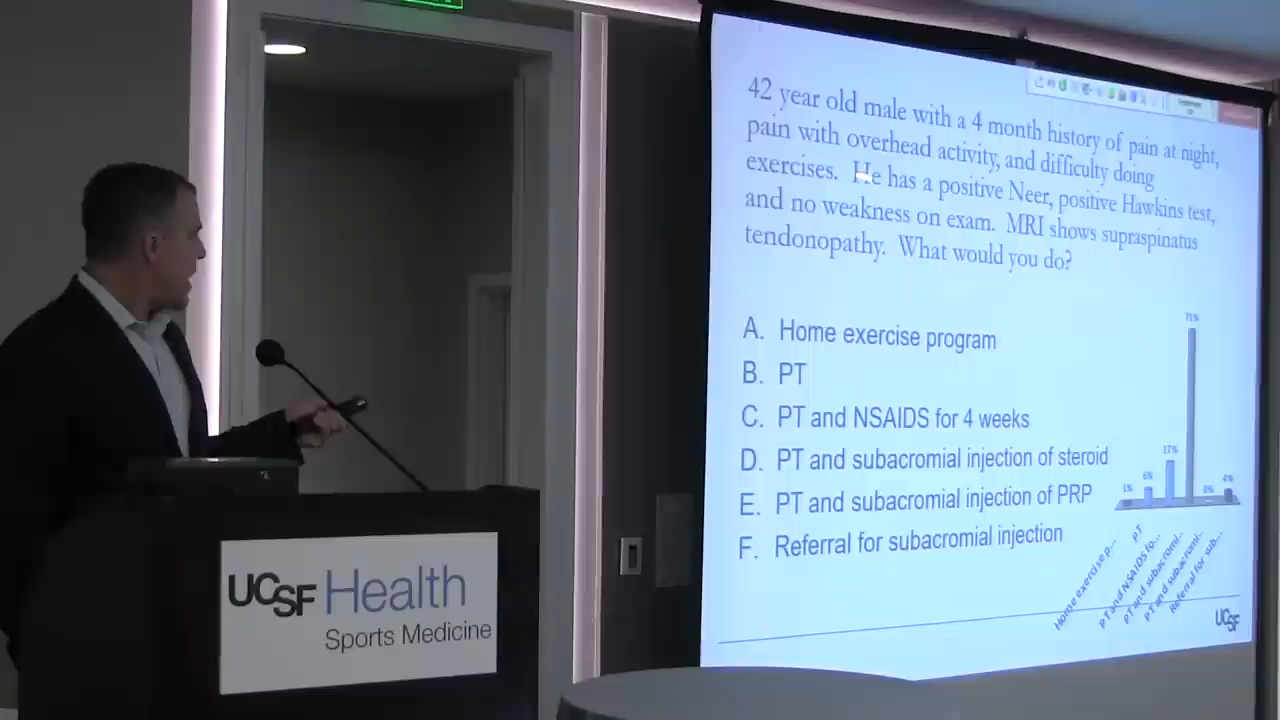 42 year old male with a 4 month history of pain at night,
pain with overhead activity, and difficulty doing
exercises. He has a positive Neer, positive Hawkins test,
and no weakness on exam. MRI shows supraspinatus
tendonopathy. What would you do?
A. Home exercise program
B. PT
C. PT and NSAIDS for 4 weeks
D. PT and subacromial injection of steroid
E. PT and subacromial injection of PRP
F. Referral for subacromial injection
1%
6%
17%
71%
0%
4%
Home exercise p...
PT
PT and NSAIDS fo...
PT and subacromi...
PT and subacromi...
Referral for sub...
UCSF
UCSF Health
Sports Medicine